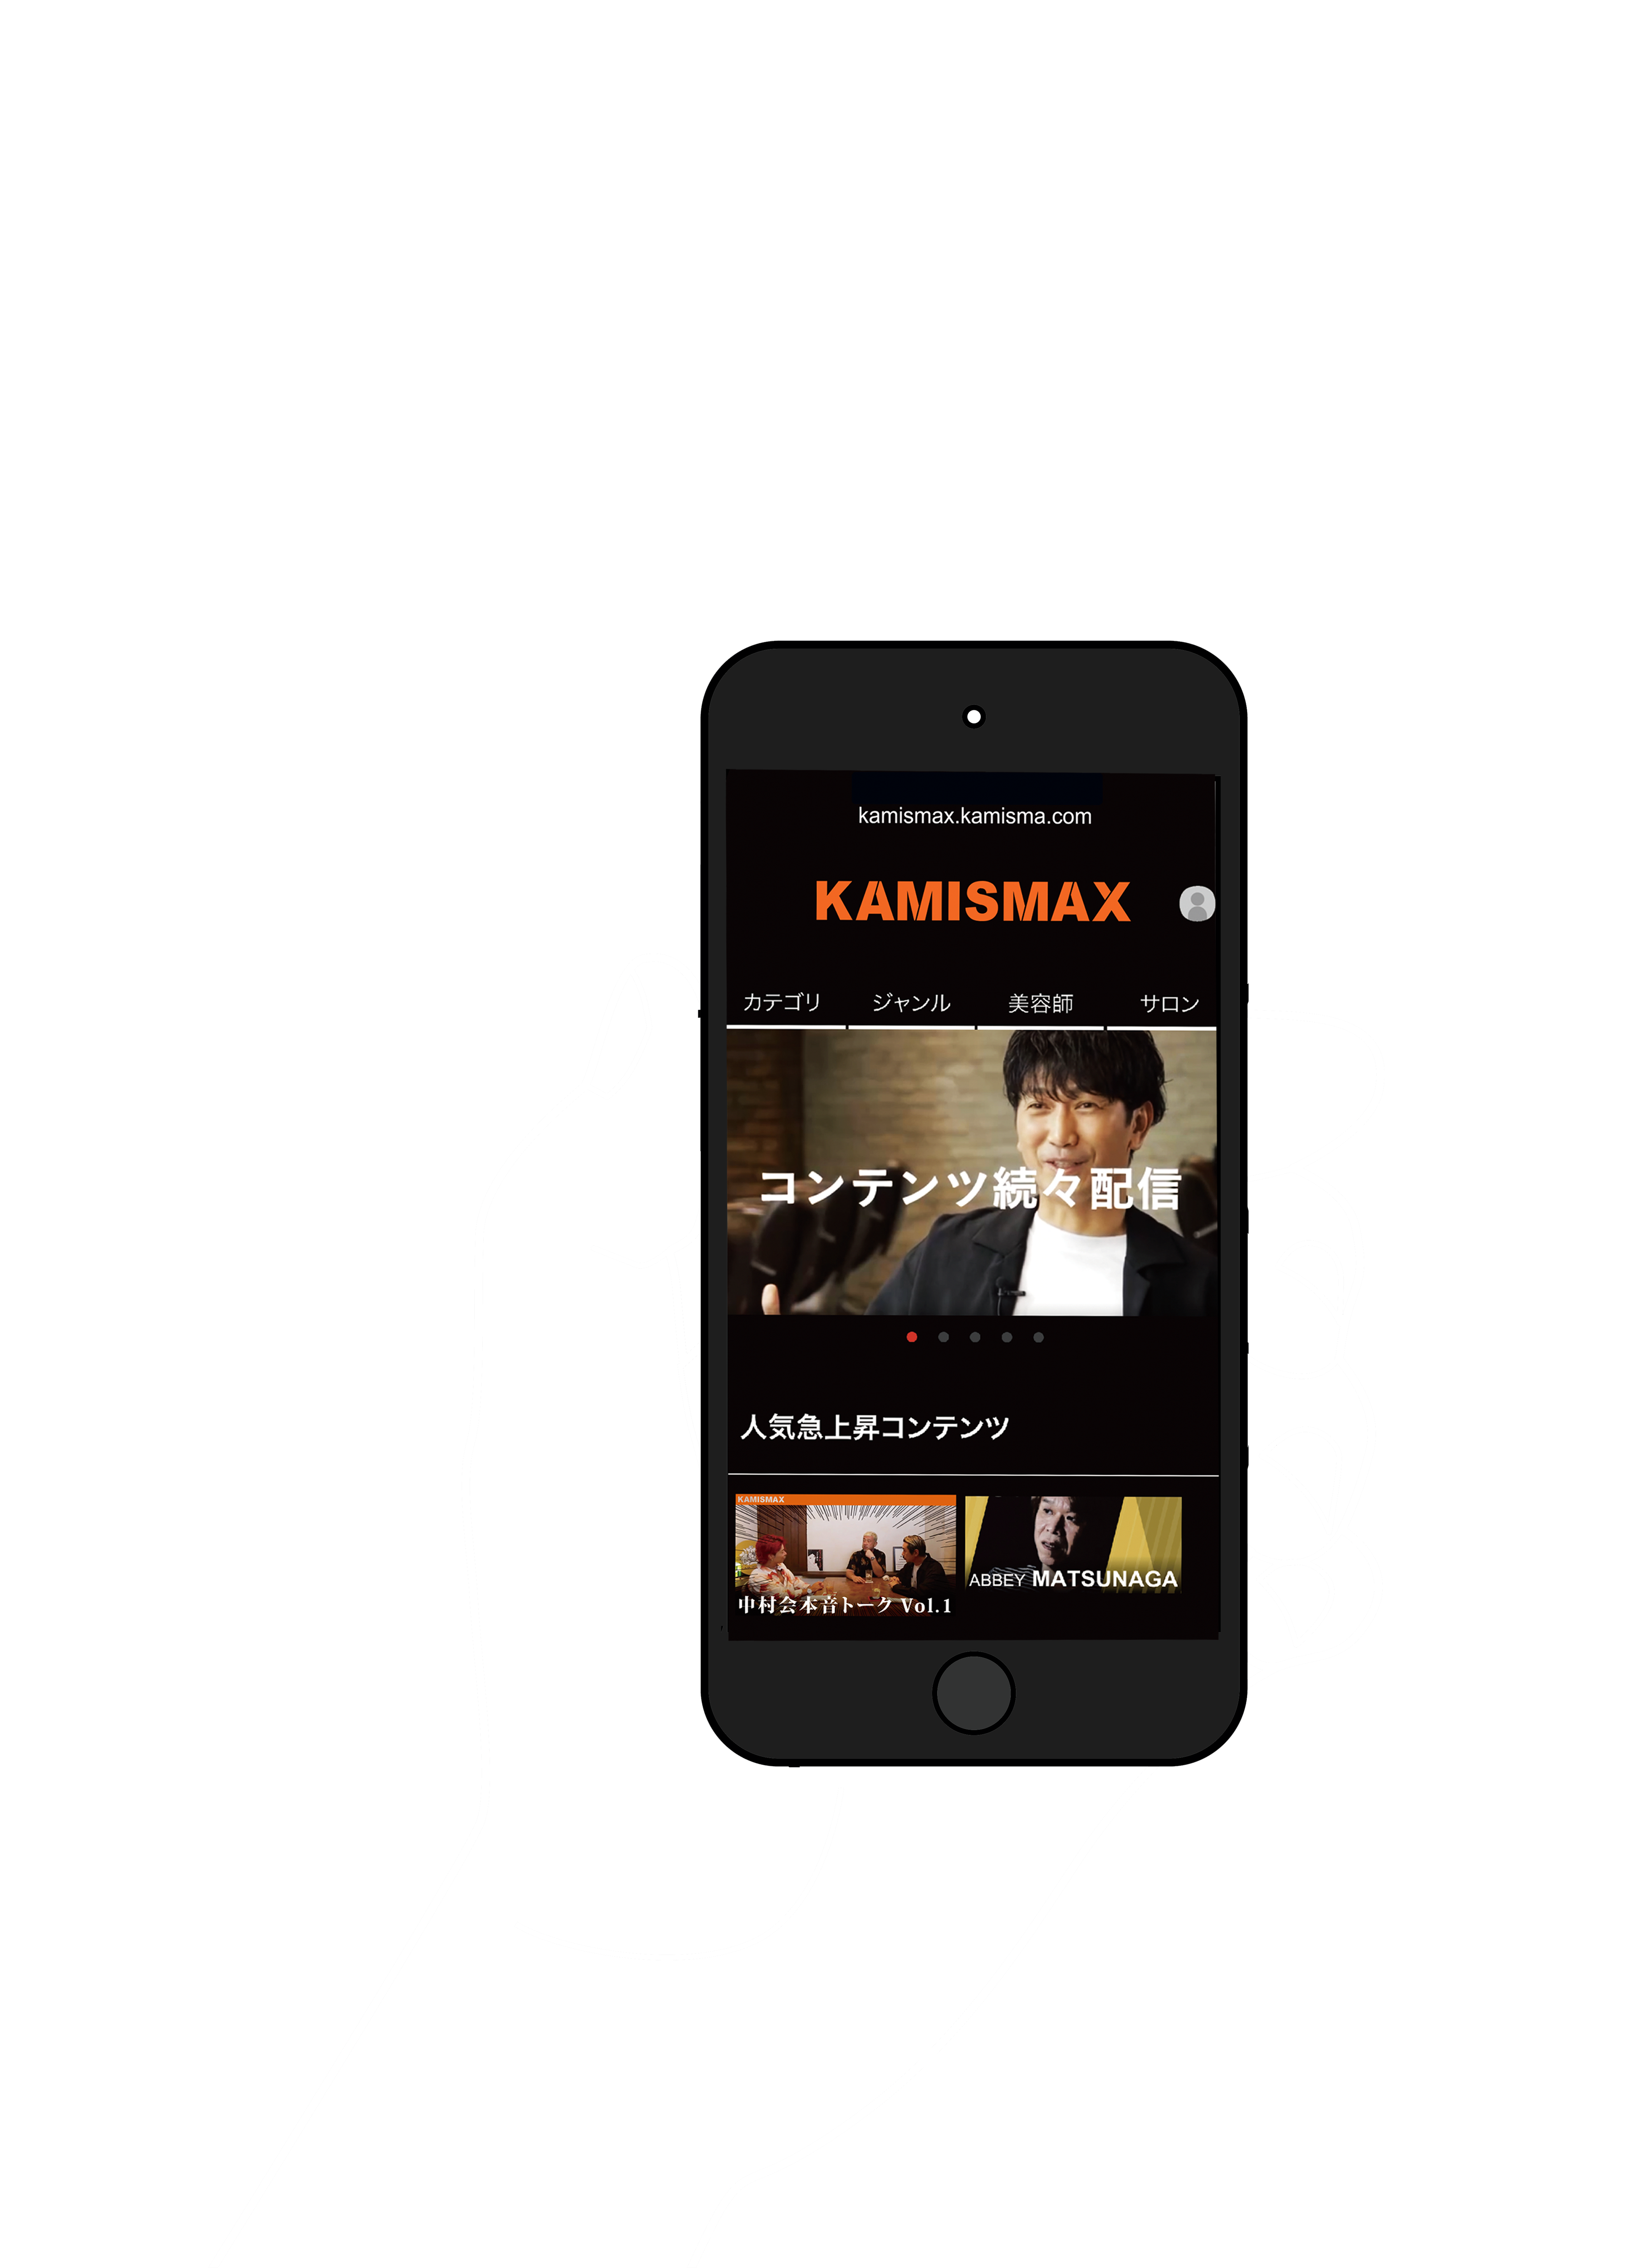 kamismax.kamisma.com
KAMISMAX
カテゴリ ジャンル 美容師 サロン
コンテンツ続々配信
人気急上昇コンテンツ
KAMISMAX
中村会本音トーク Vol.1
ABBEY MATSUNAGA